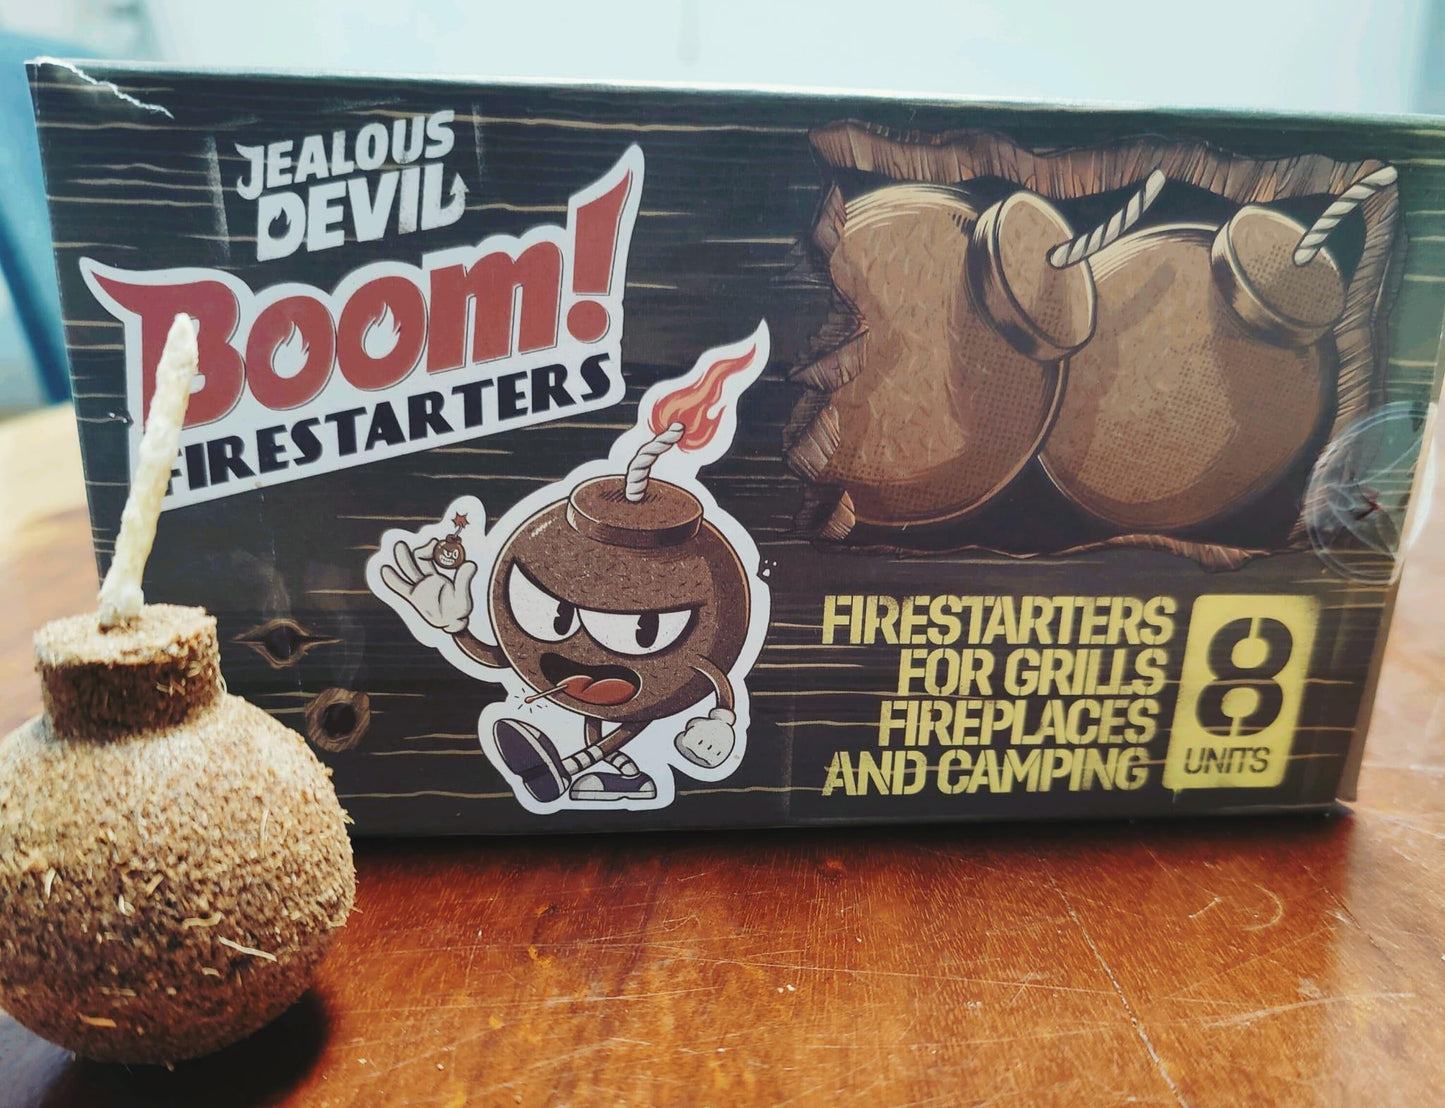 JEALOUS
DEVIL
BOOM!
FIRESTARTERS
FIRESTARTERS
FOR GRILLS
FIREPLACES
AND CAMPING
8
UNITS